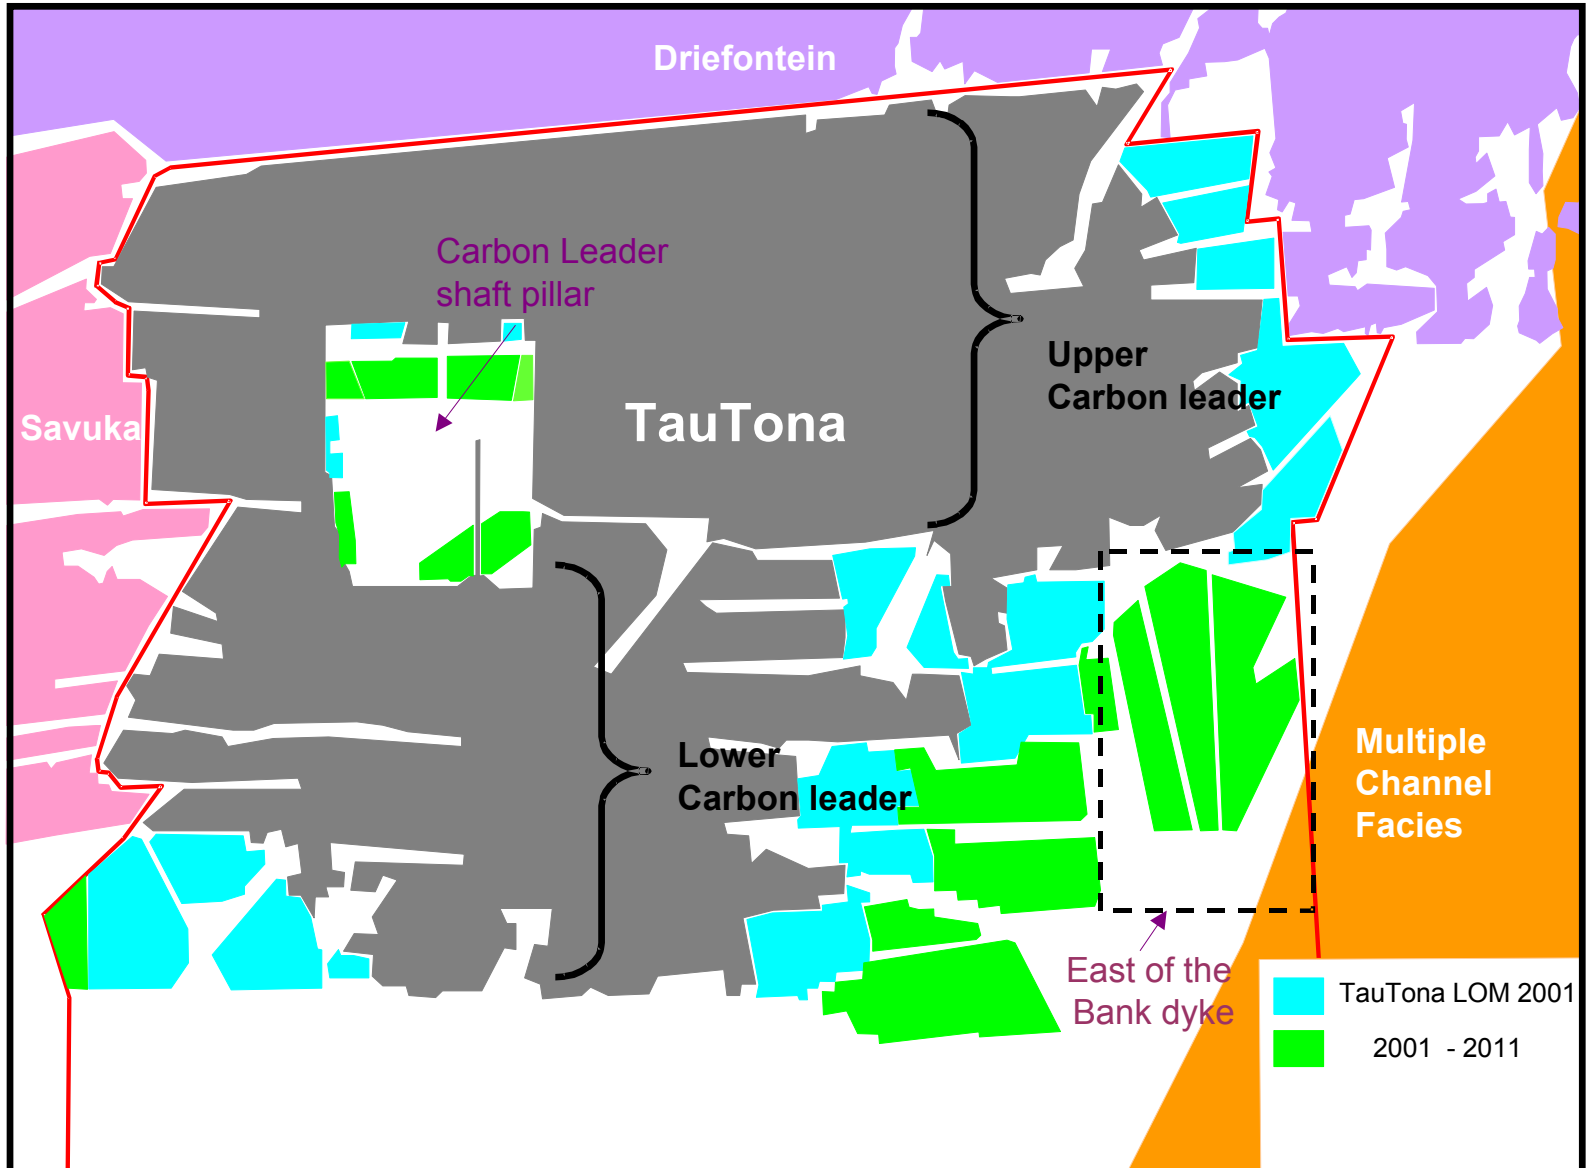 Driefontein
Carbon Leader
shaft pillar
Upper
Carbon leader
Savuka
TauTona
Lower
Carbon leader
Multiple
Channel
Facies
East of the
Bank dyke
TauTona LOM 2001
2001 - 2011